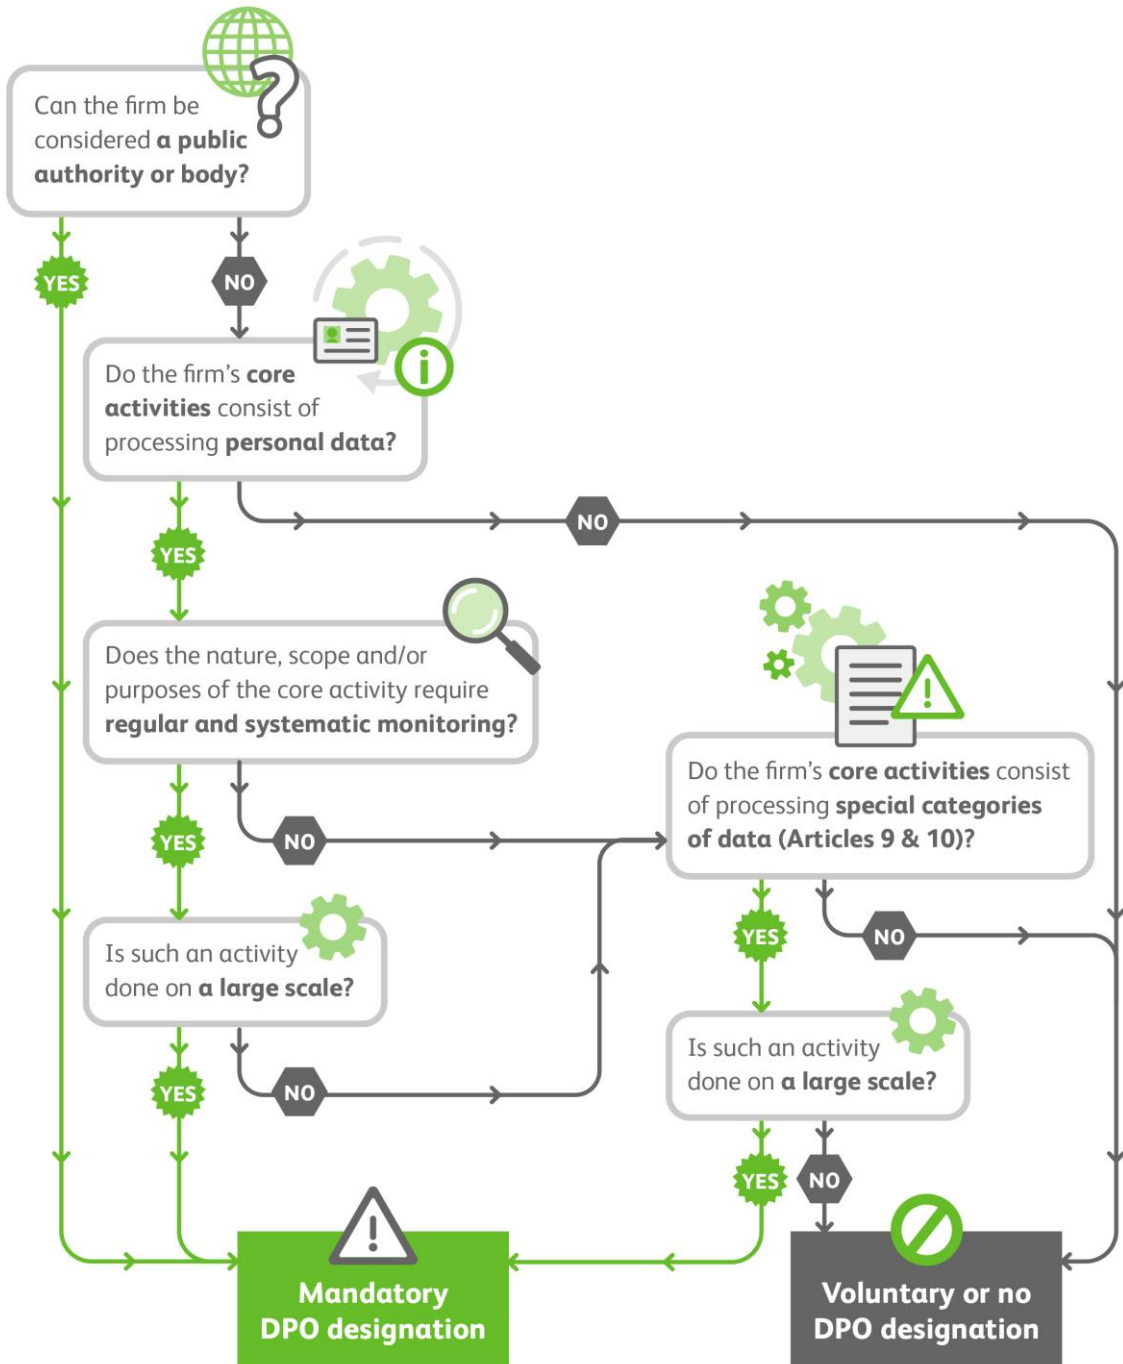 Can the firm be
considered a public
authority or body?
YES
NO
Do the firm's core
activities consist of
processing personal data?
NO
YES
Does the nature, scope and/or
purposes of the core activity require
regular and systematic monitoring?
Do the firm's core activities consist
of processing special categories
of data (Articles 9 & 10)?
YES
NO
Is such an activity
done on a large scale?
YES
NO
YES
NO
Is such an activity
done on a large scale?
YES
NO
Mandatory
DPO designation
Voluntary or no
DPO designation